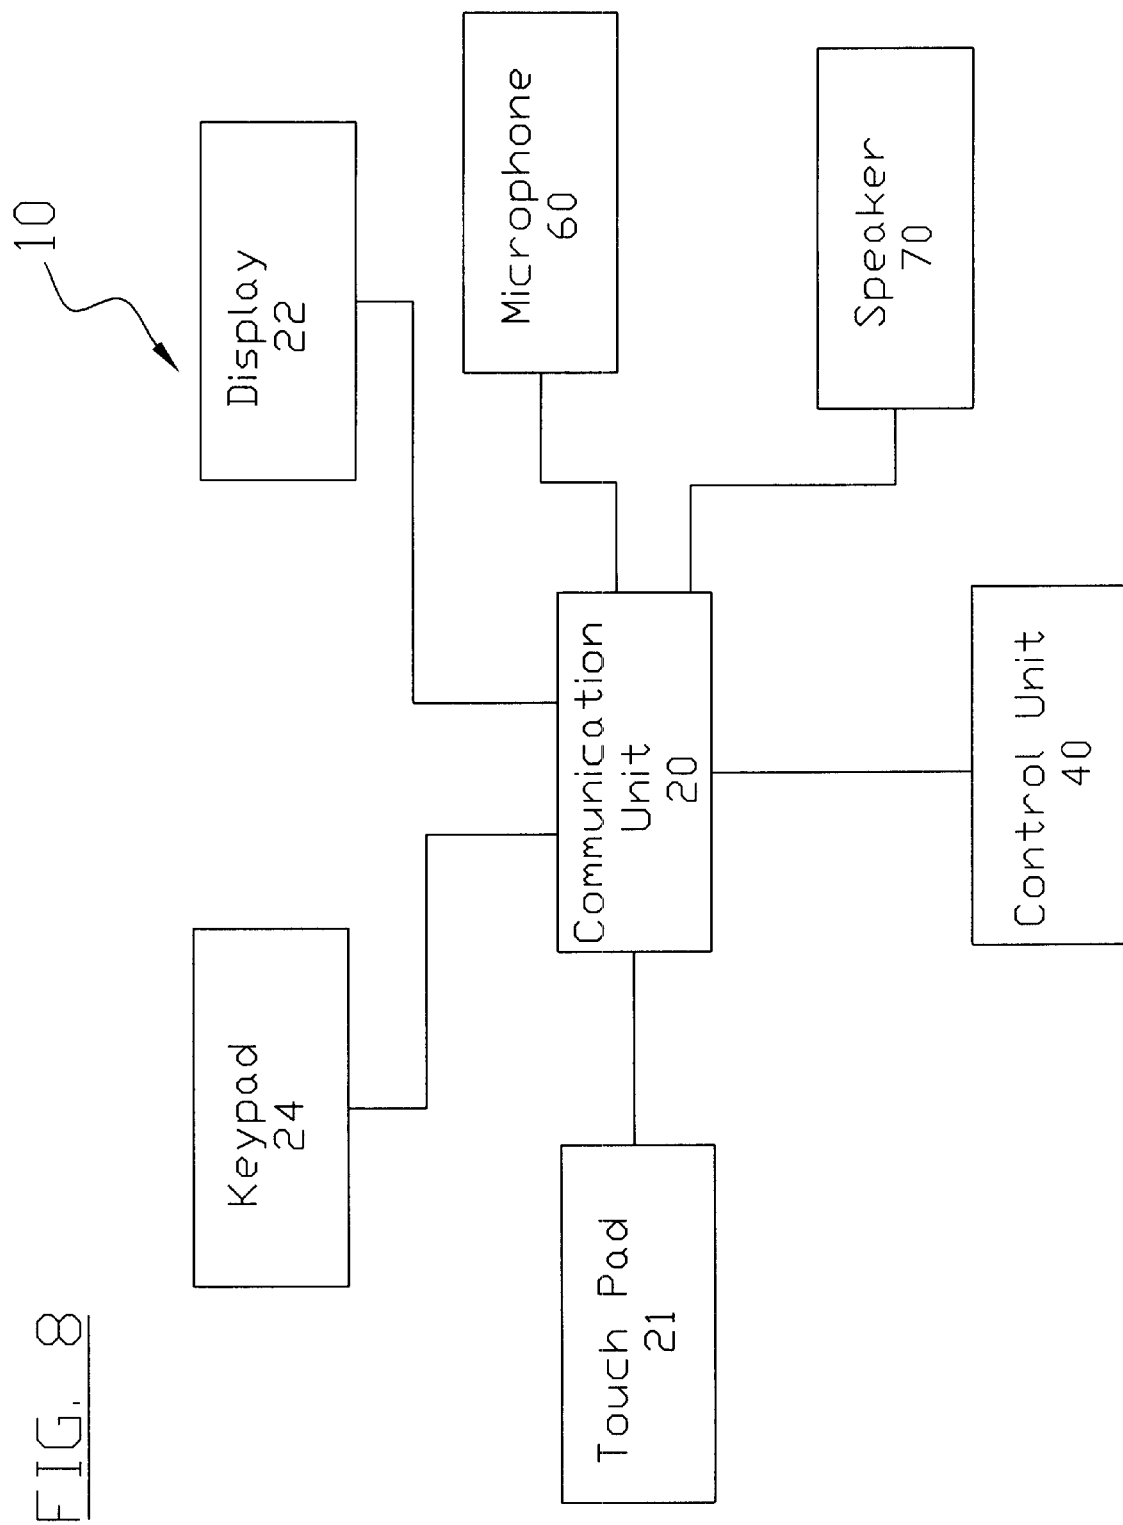 FIG. 8
10
Keypad
24
Display
22
Touch Pad
21
Communication
Unit
20
Microphone
60
Control Unit
40
Speaker
70